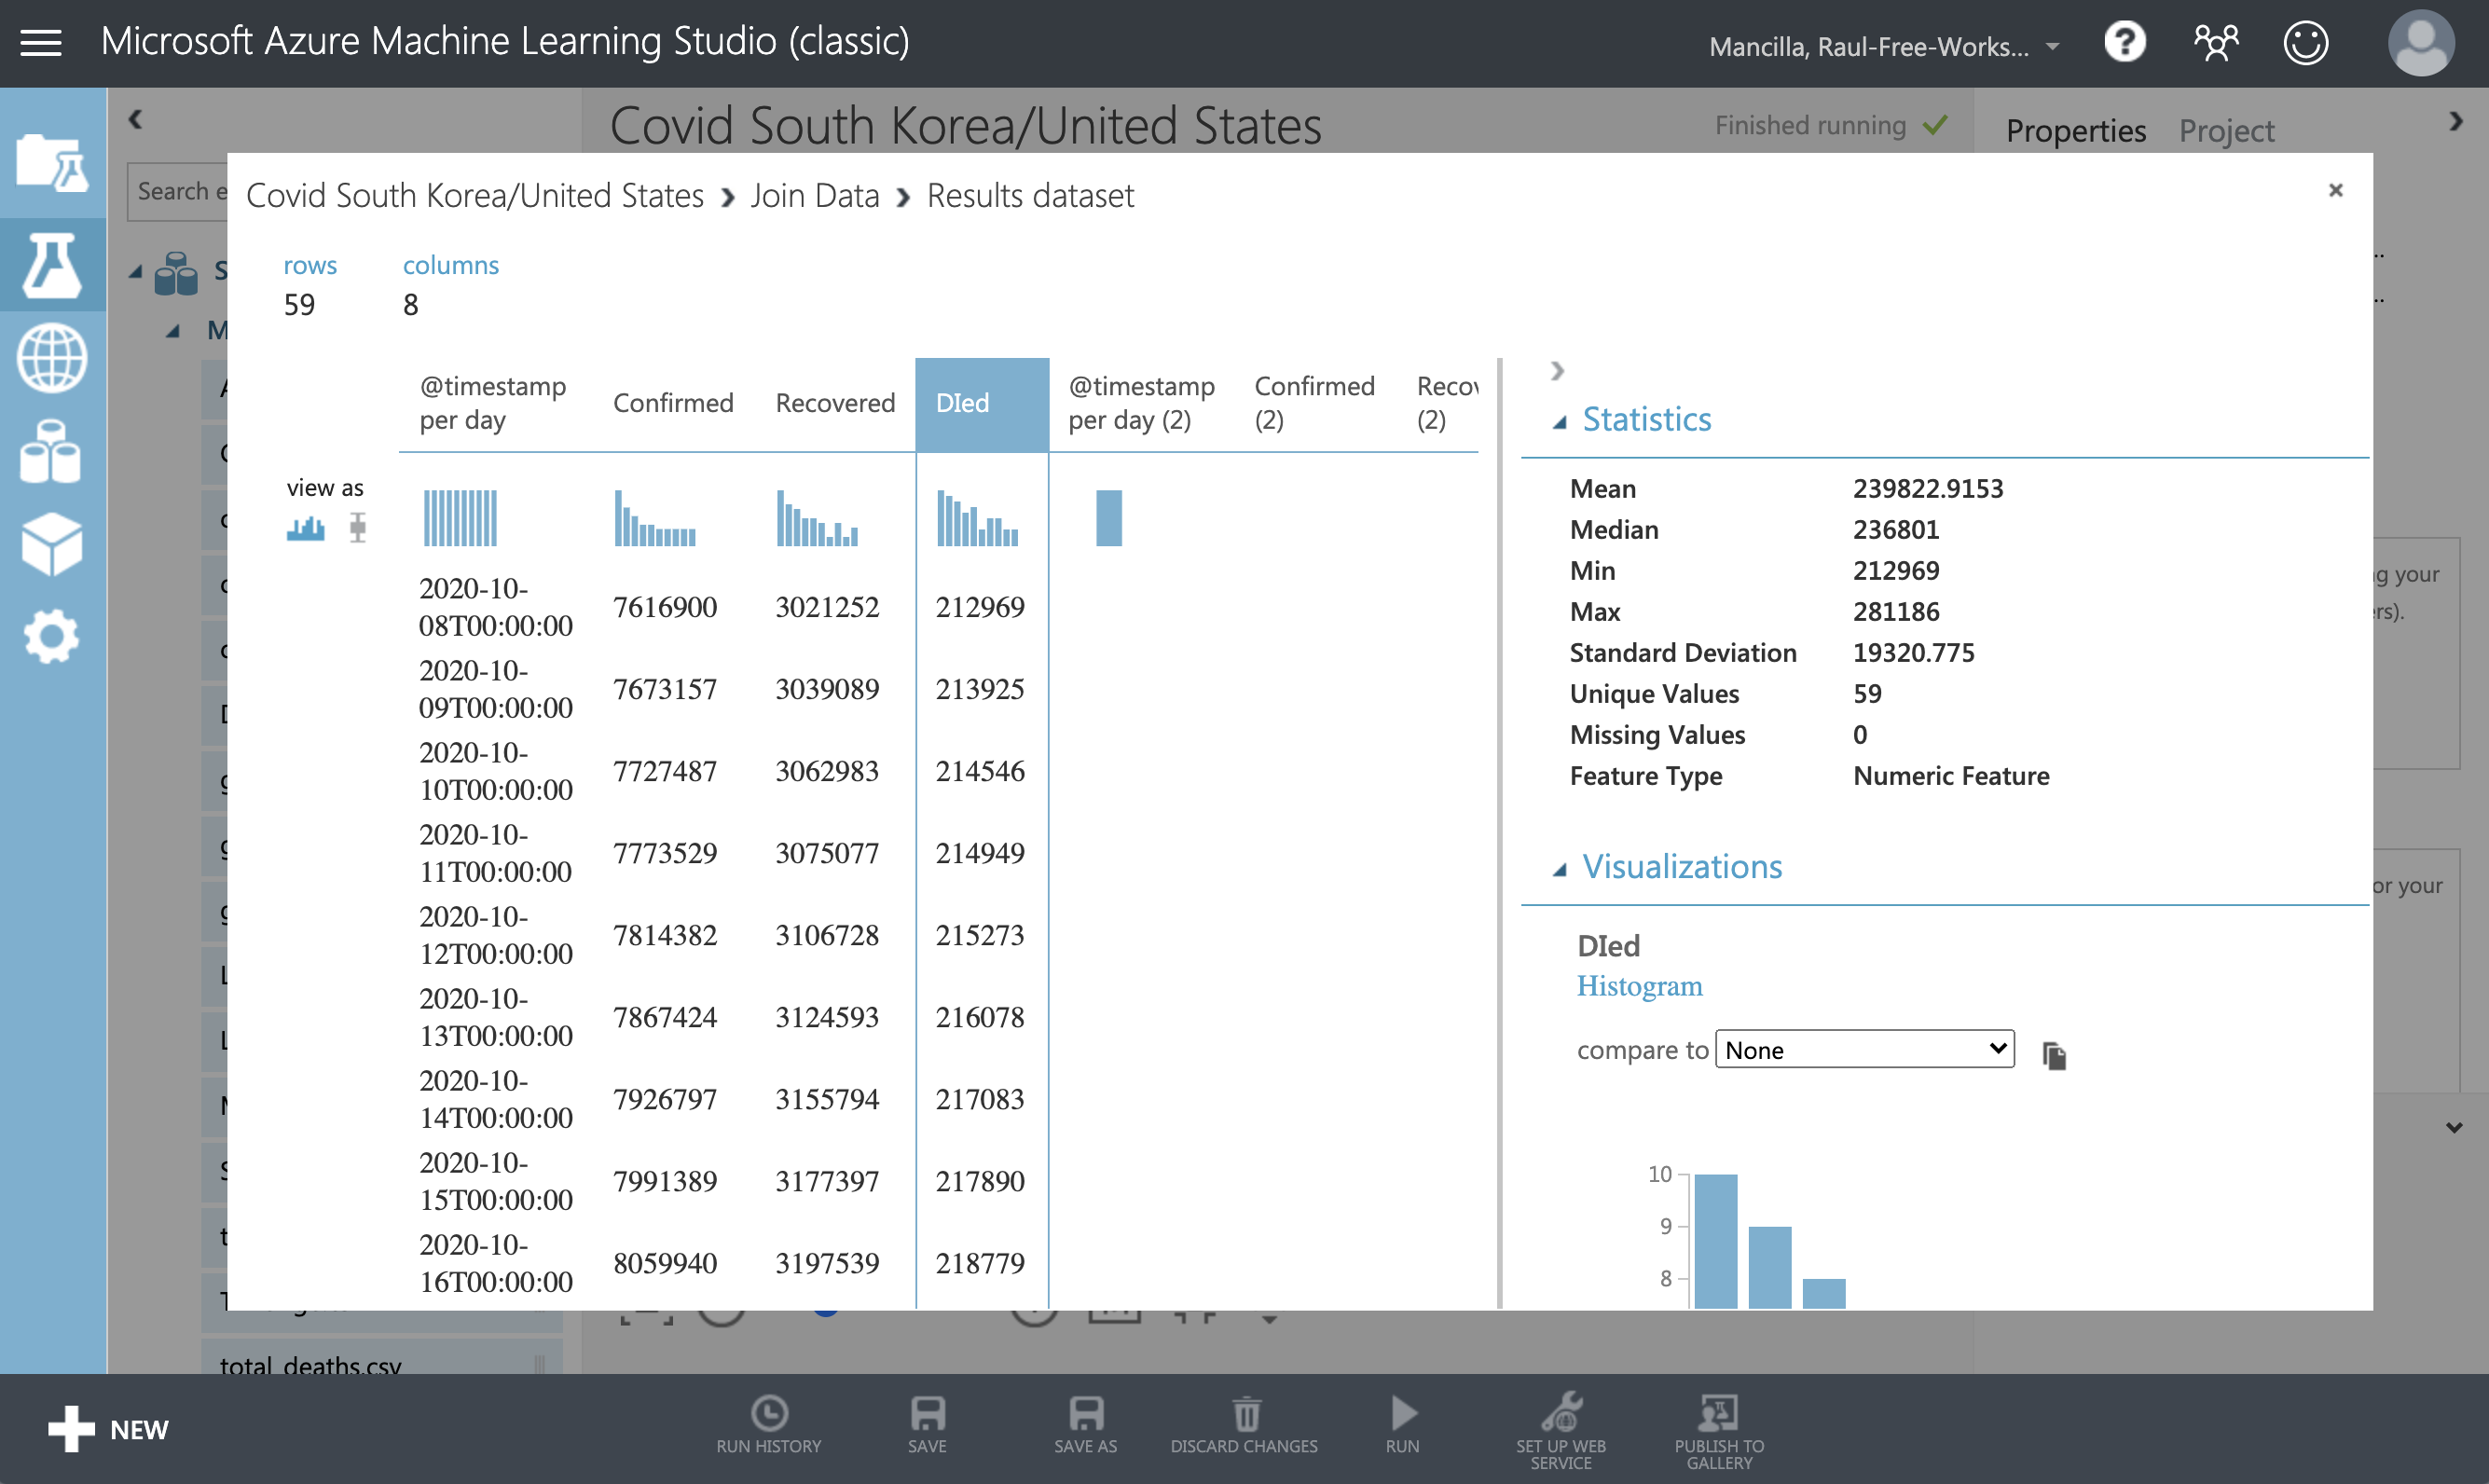 Microsoft Azure Machine Learning Studio (classic)
Mancilla, Raul-Free-Works...
Covid South Korea/United States
Finished running
Properties
Project
Search e
Covid South Korea/United States › Join Data › Results dataset
rows
columns
59
8
@timestamp
per day
Confirmed
Recovered
DIed
@timestamp
per day (2)
Confirmed
(2)
Recov
(2)
view as
2020-10-
08T00:00:00
7616900
3021252
212969
2020-10-
09T00:00:00
7673157
3039089
213925
2020-10-
10T00:00:00
7727487
3062983
214546
2020-10-
11T00:00:00
7773529
3075077
214949
2020-10-
12T00:00:00
7814382
3106728
215273
2020-10-
13T00:00:00
7867424
3124593
216078
2020-10-
14T00:00:00
7926797
3155794
217083
2020-10-
15T00:00:00
7991389
3177397
217890
2020-10-
16T00:00:00
8059940
3197539
218779
Statistics
Mean 239822.9153
Median 236801
Min 212969
Max 281186
Standard Deviation 19320.775
Unique Values 59
Missing Values 0
Feature Type Numeric Feature
Visualizations
DIed
Histogram
compare to None
10
9
8
your
or your
total_deaths.csv
NEW
RUN HISTORY
SAVE
SAVE AS
DISCARD CHANGES
RUN
SET UP WEB
SERVICE
PUBLISH TO
GALLERY